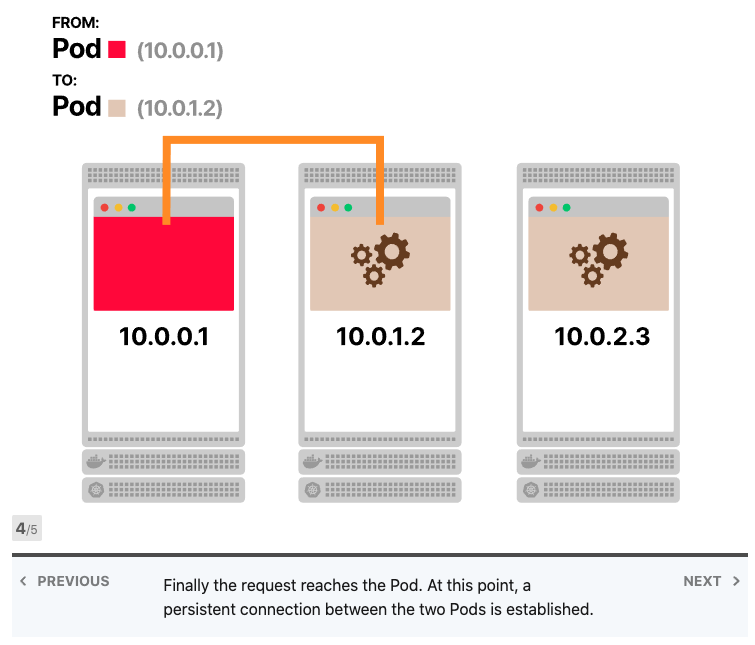 FROM:
Pod (10.0.0.1)
TO:
Pod (10.0.1.2)
10.0.0.1
10.0.1.2
10.0.2.3
4/5
PREVIOUS
Finally the request reaches the Pod. At this point, a
persistent connection between the two Pods is established.
NEXT